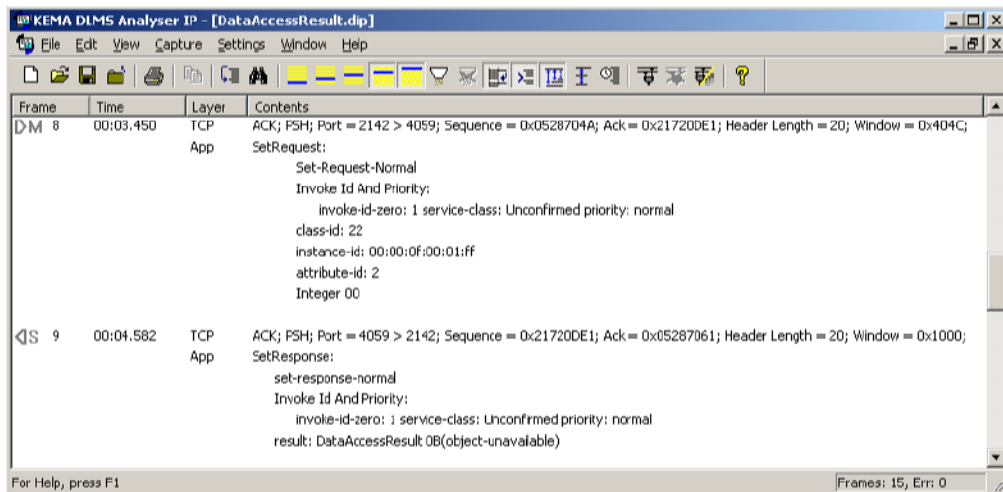 KEMA DLMS Analyser IP - [DataAccessResult.dip]
File Edit View Capture Settings Window Help
Frame Time Layer Contents
DM 8 00:03.450 TCP ACK; PSH; Port = 2142 > 4059; Sequence = 0x0528704A; Ack = 0x21720DE1; Header Length = 20; Window = 0x404C;
App SetRequest:
Set-Request-Normal
Invoke Id And Priority:
invoke-id-zero: 1 service-class: Unconfirmed priority: normal
class-id: 22
instance-id: 00:00:0f:00:01:ff
attribute-id: 2
Integer 00
S 9 00:04.582 TCP ACK; PSH; Port = 4059 > 2142; Sequence = 0x21720DE1; Ack = 0x05287061; Header Length = 20; Window = 0x1000;
App SetResponse:
set-response-normal
Invoke Id And Priority:
invoke-id-zero: 1 service-class: Unconfirmed priority: normal
result: DataAccessResult 0B(object-unavailable)
For Help, press F1 Frames: 15, Err: 0